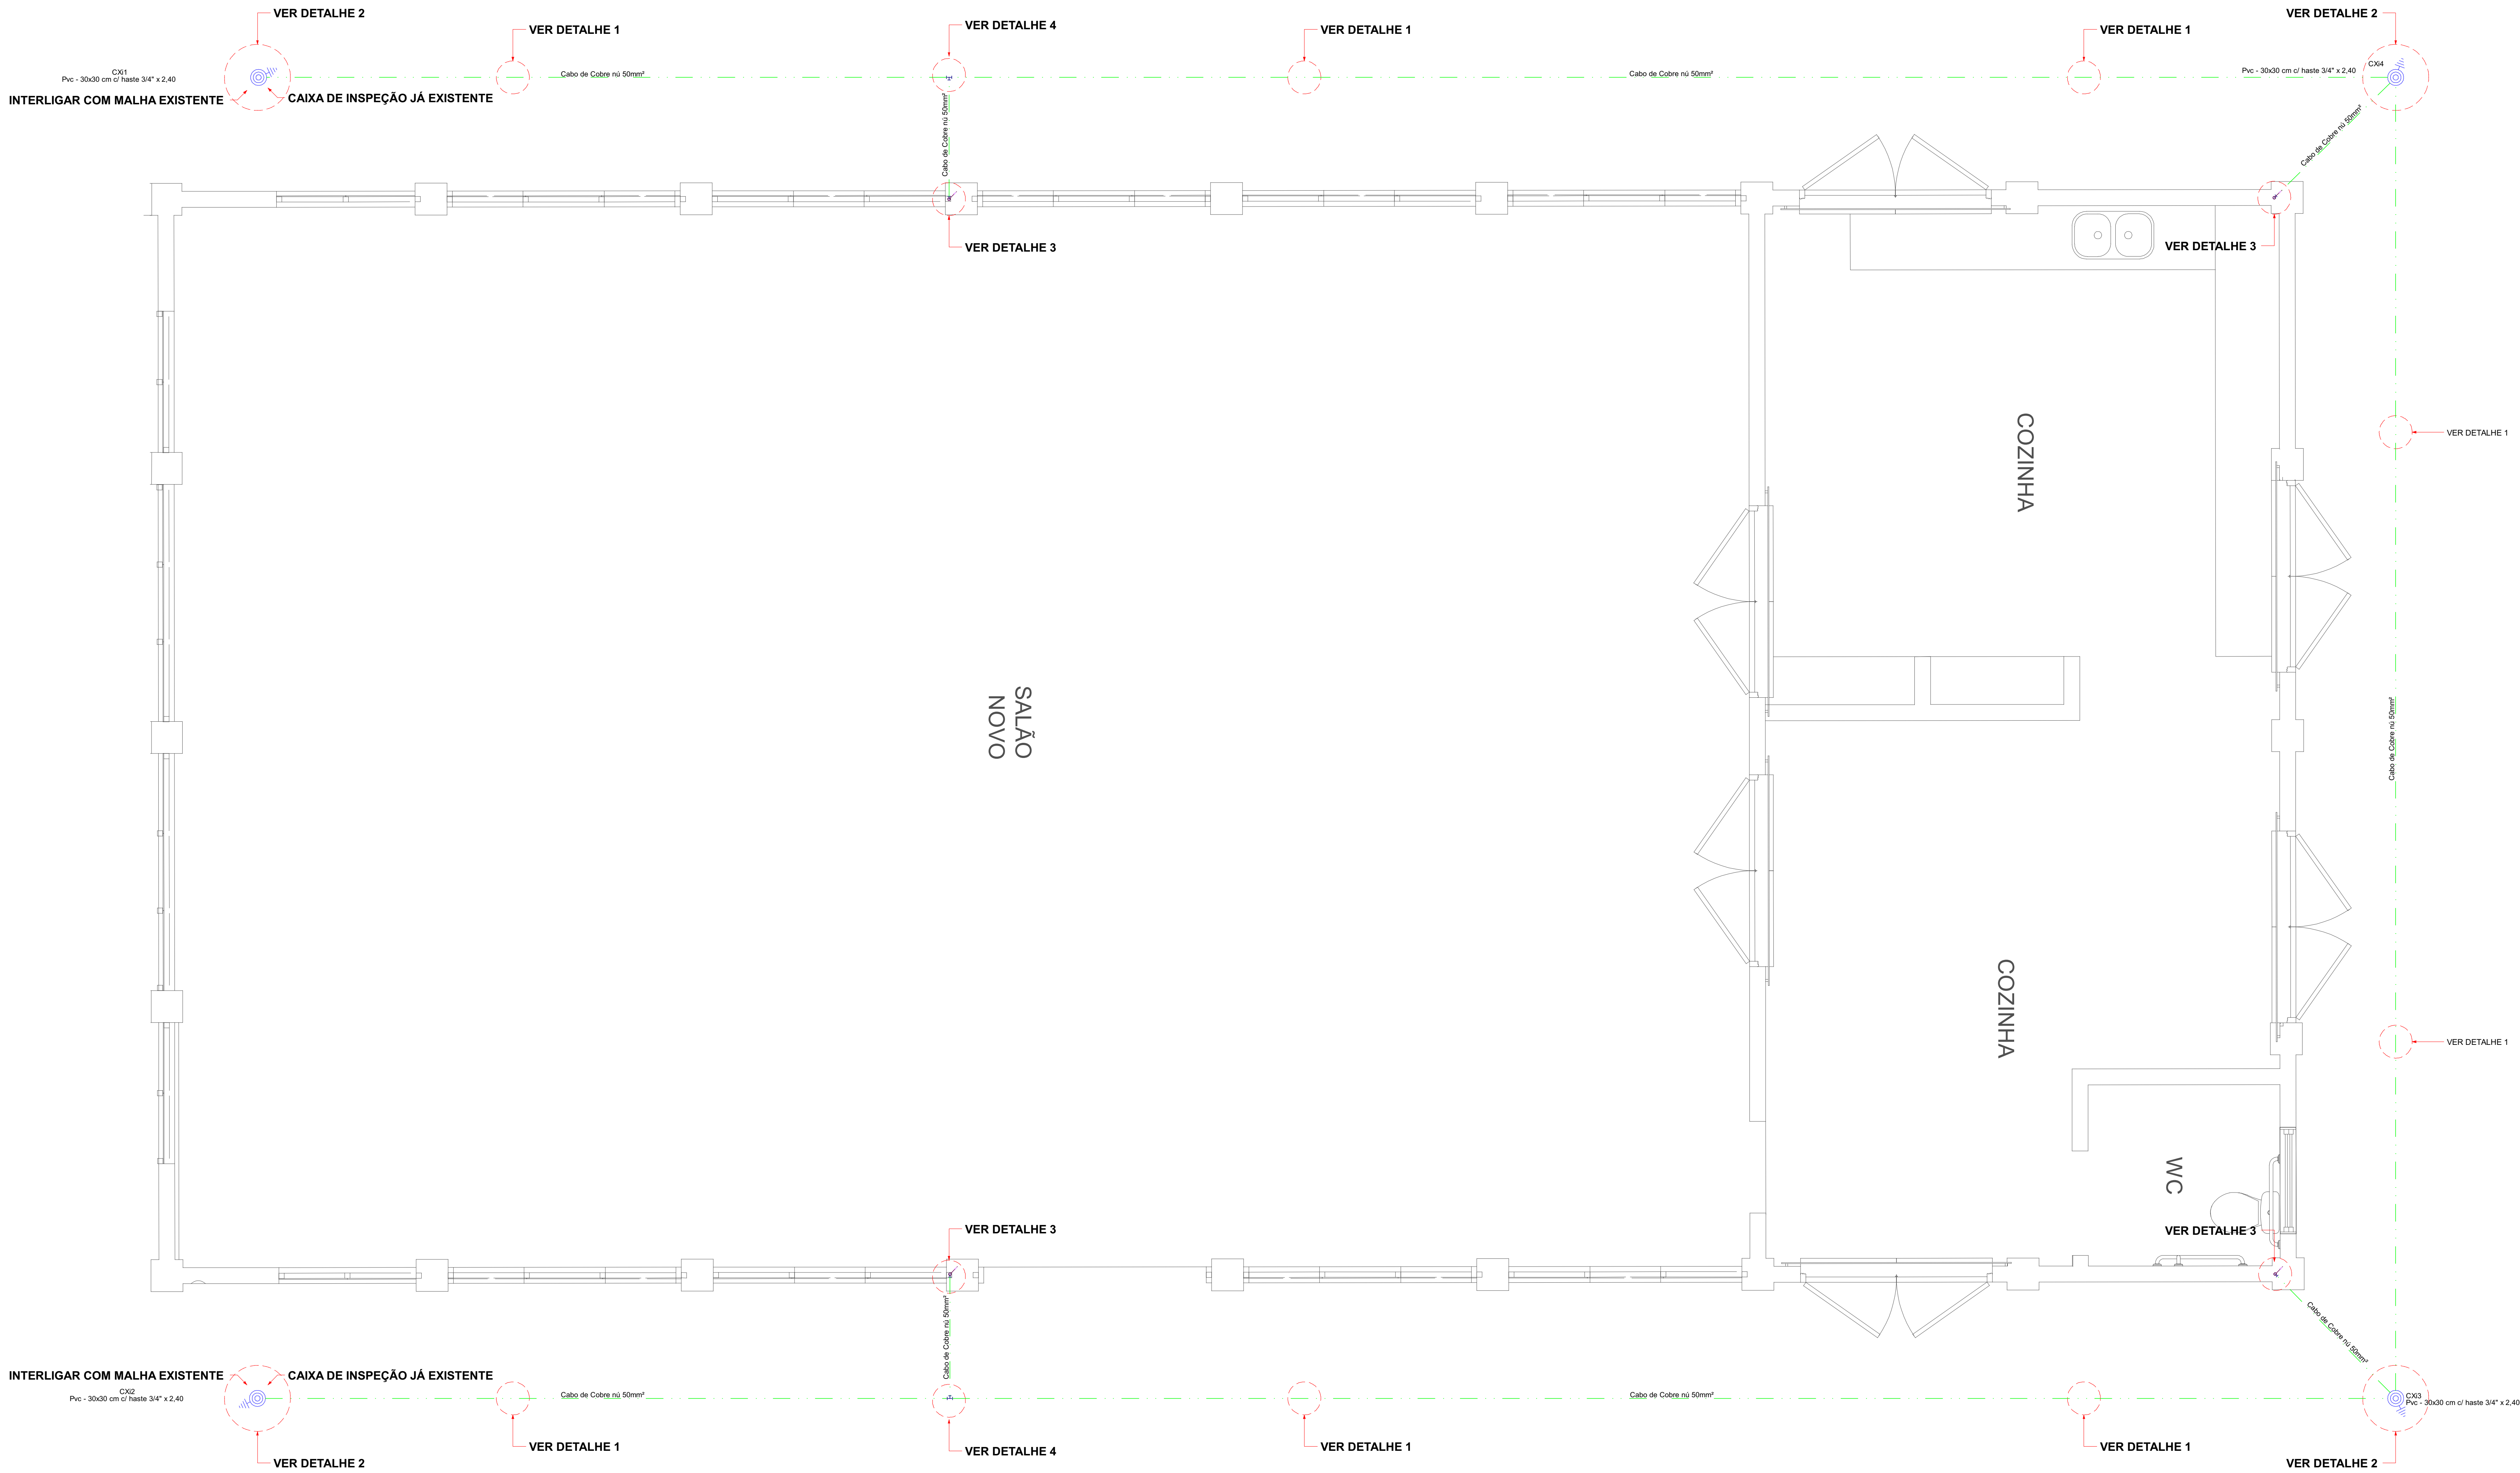 VER DETALHE 2
VER DETALHE 1
VER DETALHE 4
VER DETALHE 1
VER DETALHE 1
VER DETALHE 2
CXi1
Pvc - 30x30 cm c/ haste 3/4" x 2,40
INTERLIGAR COM MALHA EXISTENTE
CAIXA DE INSPEÇÃO JÁ EXISTENTE
Cabo de Cobre nú 50mm²
Cabo de Cobre nú 50mm²
Cabo de Cobre nú 50mm²
CXi4
Pvc - 30x30 cm c/ haste 3/4" x 2,40
Cabo de Cobre nú 50mm²
VER DETALHE 3
VER DETALHE 3
COZINHA
VER DETALHE 1
SALÃO
NOVO
Cabo de Cobre nú 50mm²
COZINHA
VER DETALHE 1
WC
VER DETALHE 3
VER DETALHE 3
Cabo de Cobre nú 50mm²
Cabo de Cobre nú 50mm²
INTERLIGAR COM MALHA EXISTENTE
CAIXA DE INSPEÇÃO JÁ EXISTENTE
CXi2
Pvc - 30x30 cm c/ haste 3/4" x 2,40
Cabo de Cobre nú 50mm²
Cabo de Cobre nú 50mm²
CXi3
Pvc - 30x30 cm c/ haste 3/4" x 2,40
VER DETALHE 1
VER DETALHE 4
VER DETALHE 1
VER DETALHE 1
VER DETALHE 2
VER DETALHE 2